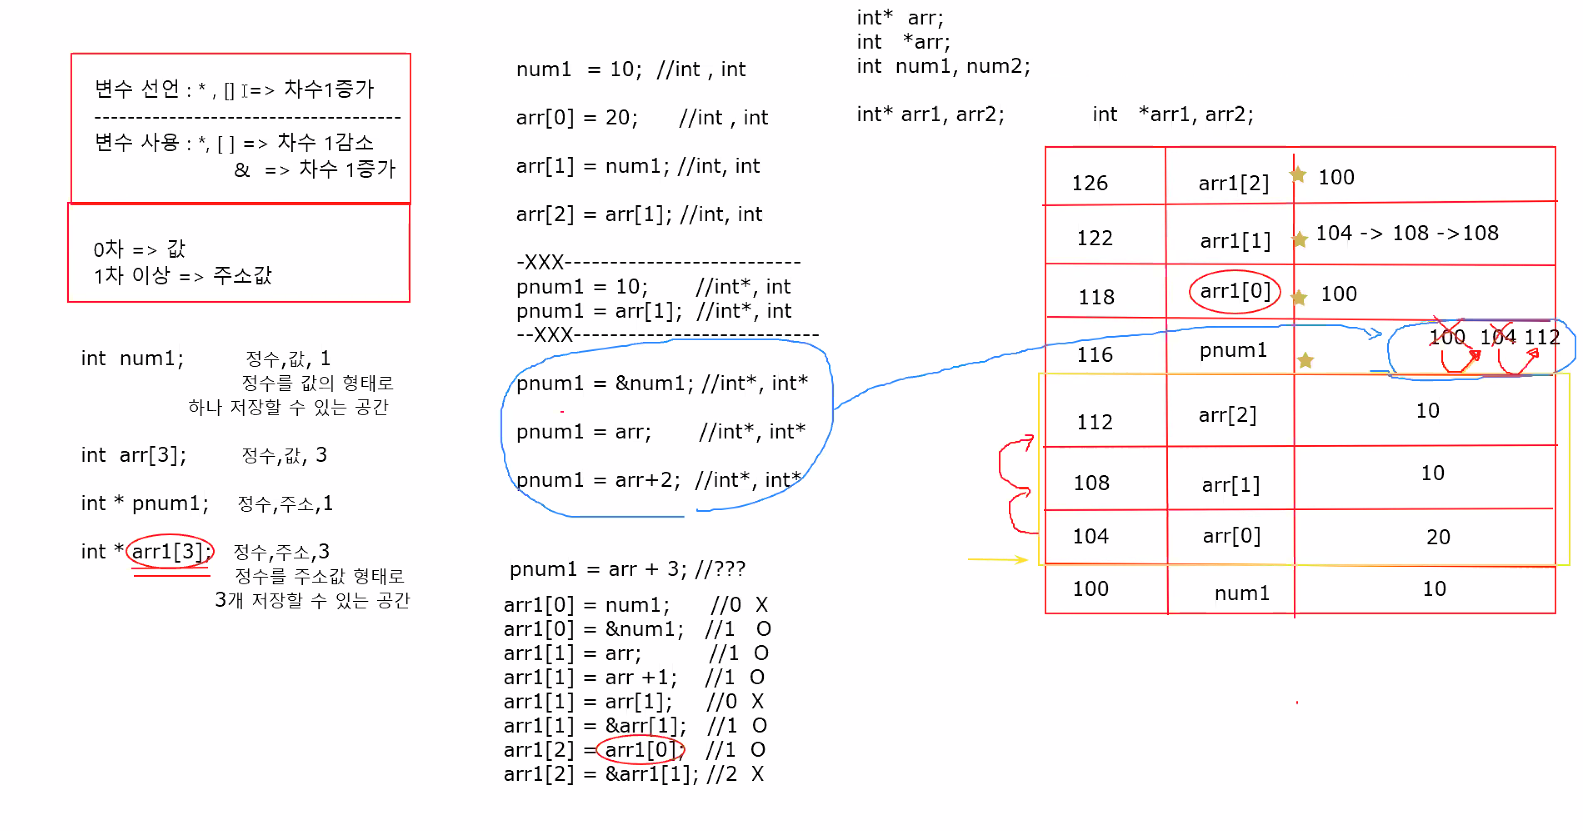 변수 선언 : * , [] => 차수1증가
------------------------------------
변수 사용 : *, [ ] => 차수 1감소
& => 차수 1증가
0차 => 값
1차 이상 => 주소값
int num1; 정수,값, 1
정수를 값의 형태로
하나 저장할 수 있는 공간
int arr[3]; 정수,값, 3
int * pnum1; 정수,주소,1
int * arr1[3]; 정수,주소,3
정수를 주소값 형태로
3개 저장할 수 있는 공간
num1 = 10; //int , int
arr[0] = 20; //int , int
arr[1] = num1; //int, int
arr[2] = arr[1]; //int, int
-XXX-------------------------
pnum1 = 10; //int*, int
pnum1 = arr[1]; //int*, int
--XXX--------------------------
pnum1 = &num1; //int*, int*
pnum1 = arr; //int*, int*
pnum1 = arr+2; //int*, int*
pnum1 = arr + 3; //???
arr1[0] = num1; //0 X
arr1[0] = &num1; //1 O
arr1[1] = arr; //1 O
arr1[1] = arr +1; //1 O
arr1[1] = arr[1]; //0 X
arr1[1] = &arr[1]; //1 O
arr1[2] = arr1[0]; //1 O
arr1[2] = &arr1[1]; //2 X
int* arr;
int *arr;
int num1, num2;
int* arr1, arr2; int *arr1, arr2;
126 arr1[2] 100
122 arr1[1] 104 -> 108 ->108
118 arr1[0] 100
116 pnum1 100 104 112
112 arr[2] 10
108 arr[1] 10
104 arr[0] 20
100 num1 10